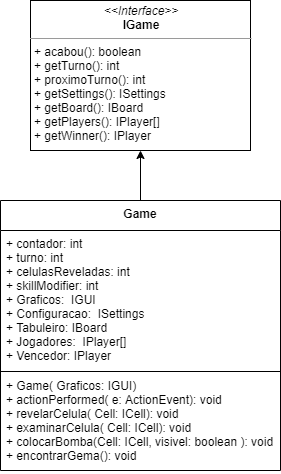 <<Interface>>
IGame
+ acabou(): boolean
+ getTurno(): int
+ proximoTurno(): int
+ getSettings(): ISettings
+ getBoard(): IBoard
+ getPlayers(): IPlayer[]
+ getWinner(): IPlayer
Game
+ contador: int
+ turno: int
+ celulasReveladas: int
+ skillModifier: int
+ Graficos: IGUI
+ Configuracao: ISettings
+ Tabuleiro: IBoard
+ Jogadores: IPlayer[]
+ Vencedor: IPlayer
+ Game( Graficos: IGUI)
+ actionPerformed( e: ActionEvent): void
+ revelarCelula( Cell: ICell): void
+ examinarCelula( Cell: ICell): void
+ colocarBomba(Cell: ICell, visivel: boolean ): void
+ encontrarGema(): void